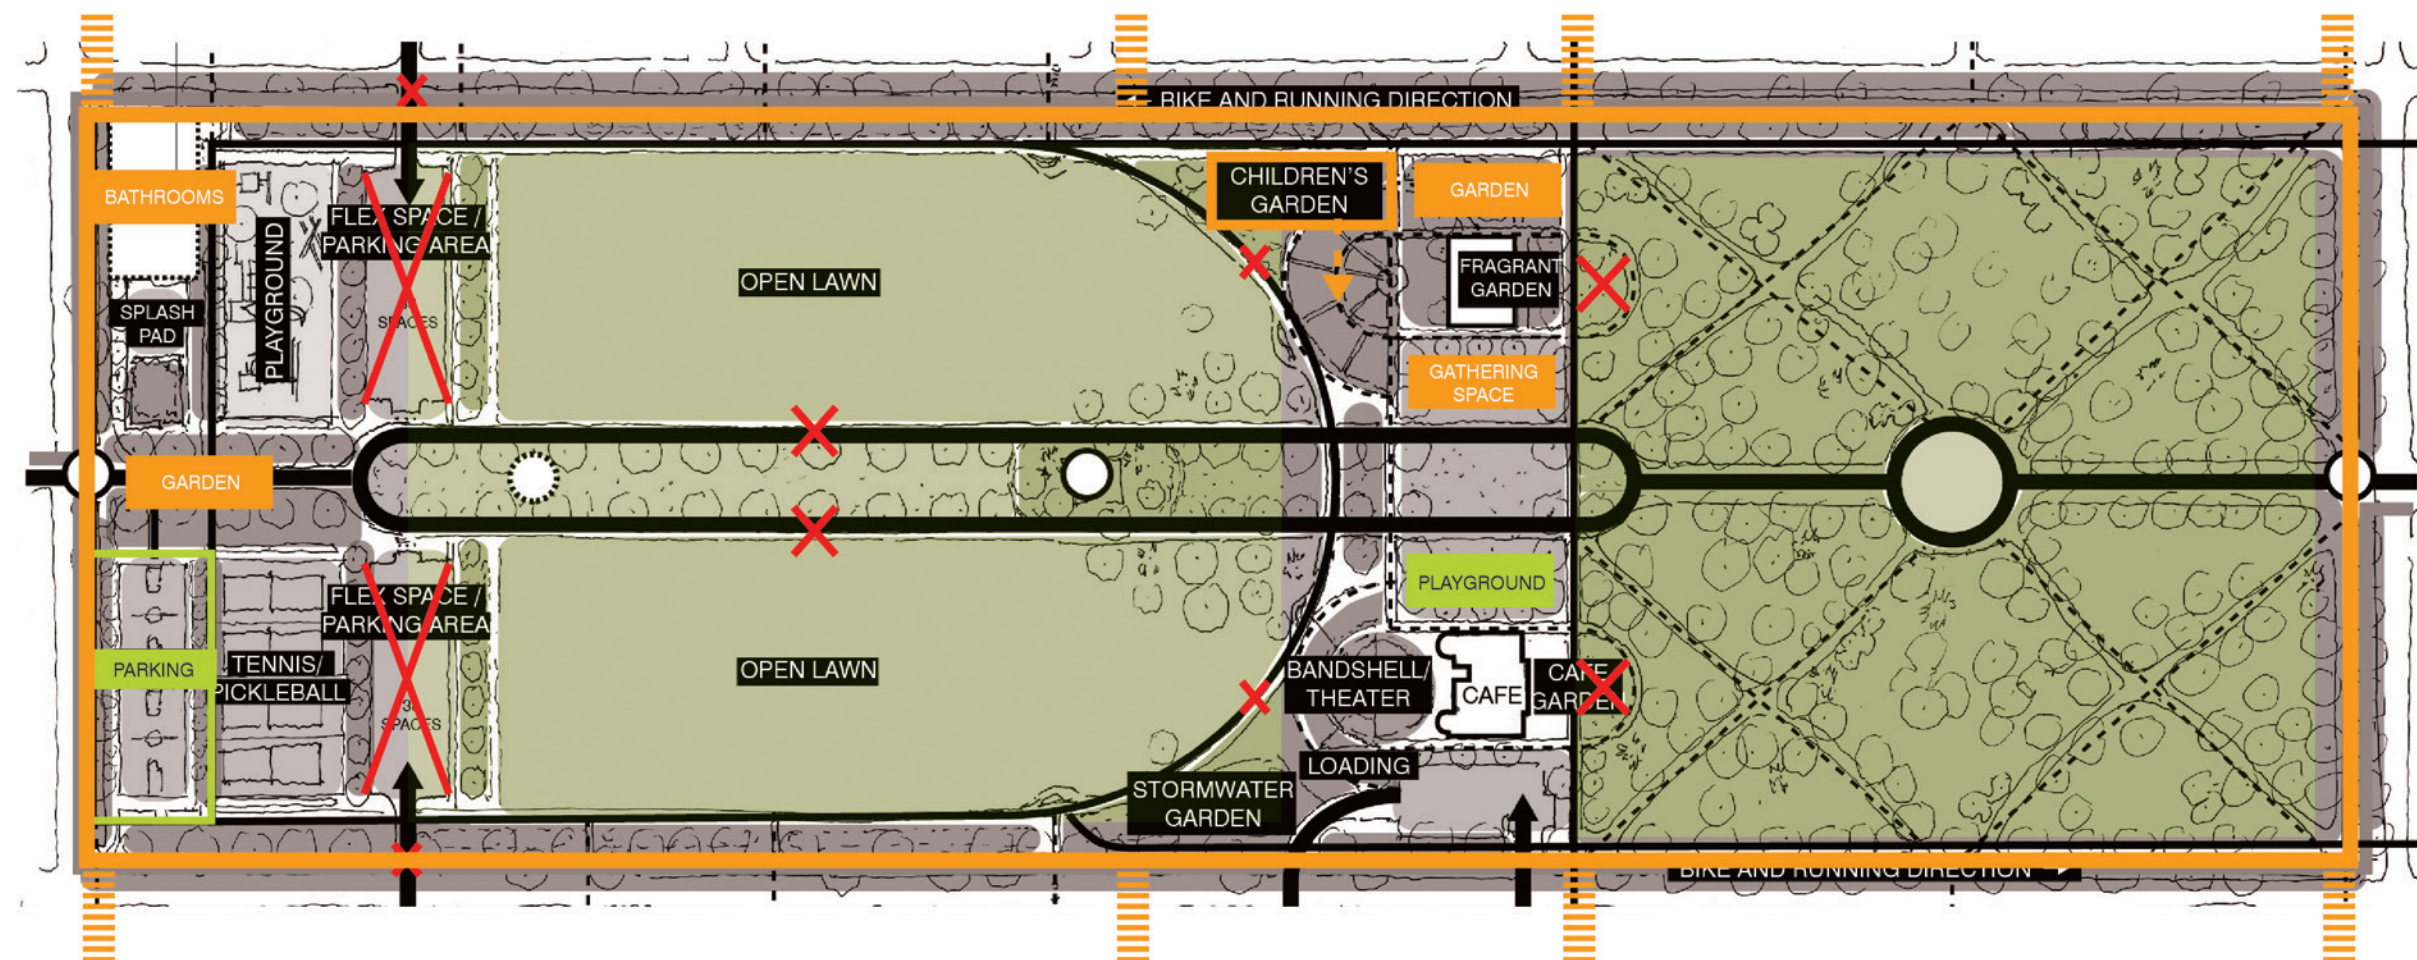 ← BIKE AND RUNNING DIRECTION
BATHROOMS
CHILDREN'S
GARDEN
GARDEN
FLEX SPACE /
PARKING AREA
PLAYGROUND
OPEN LAWN
FRAGRANT
GARDEN
SPLASH
PAD
SPACES
GATHERING
SPACE
GARDEN
PLAYGROUND
FLEX SPACE /
PARKING AREA
PARKING
TENNIS/
PICKLEBALL
OPEN LAWN
BANDSHELL/
THEATER
CAFE
CAFE
GARDEN
SPACES
LOADING
STORMWATER
GARDEN
BIKE AND RUNNING DIRECTION →